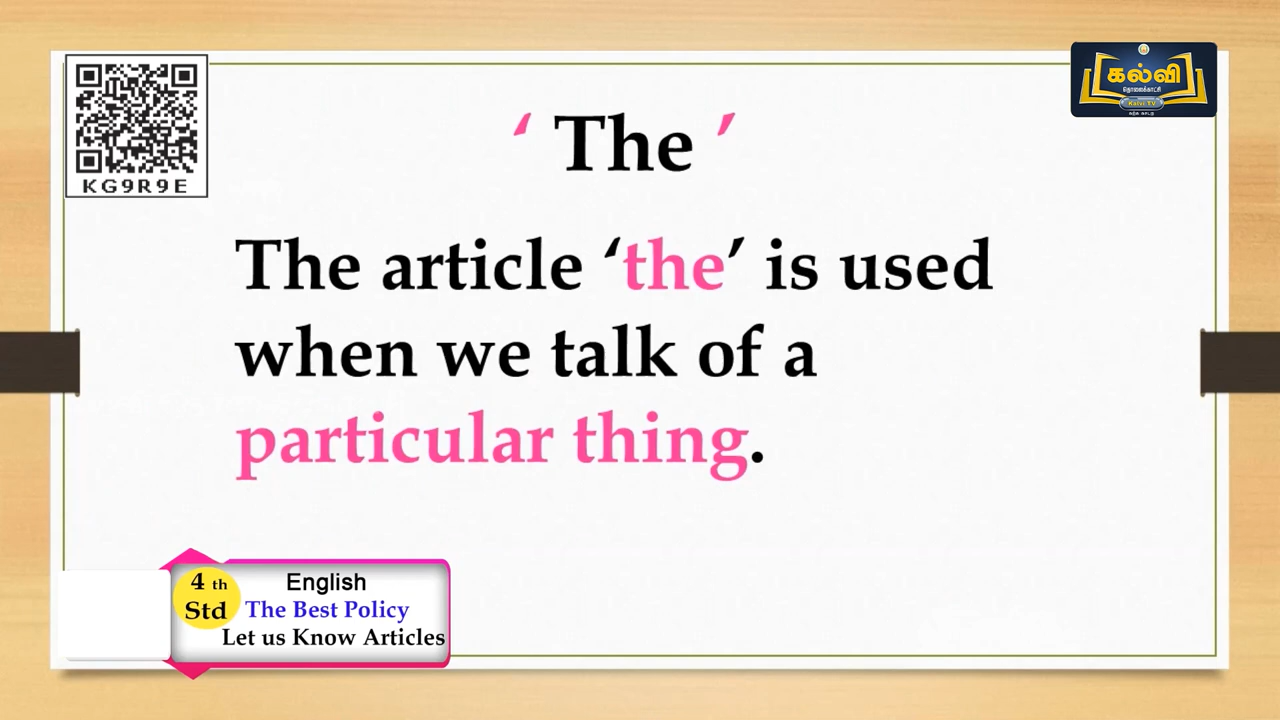 KG9R9E
கல்வி
தொலைக்காட்சி
Kalvi TV
‘ The ’
The article ‘the’ is used
when we talk of a
particular thing.
4 th
Std
English
The Best Policy
Let us Know Articles